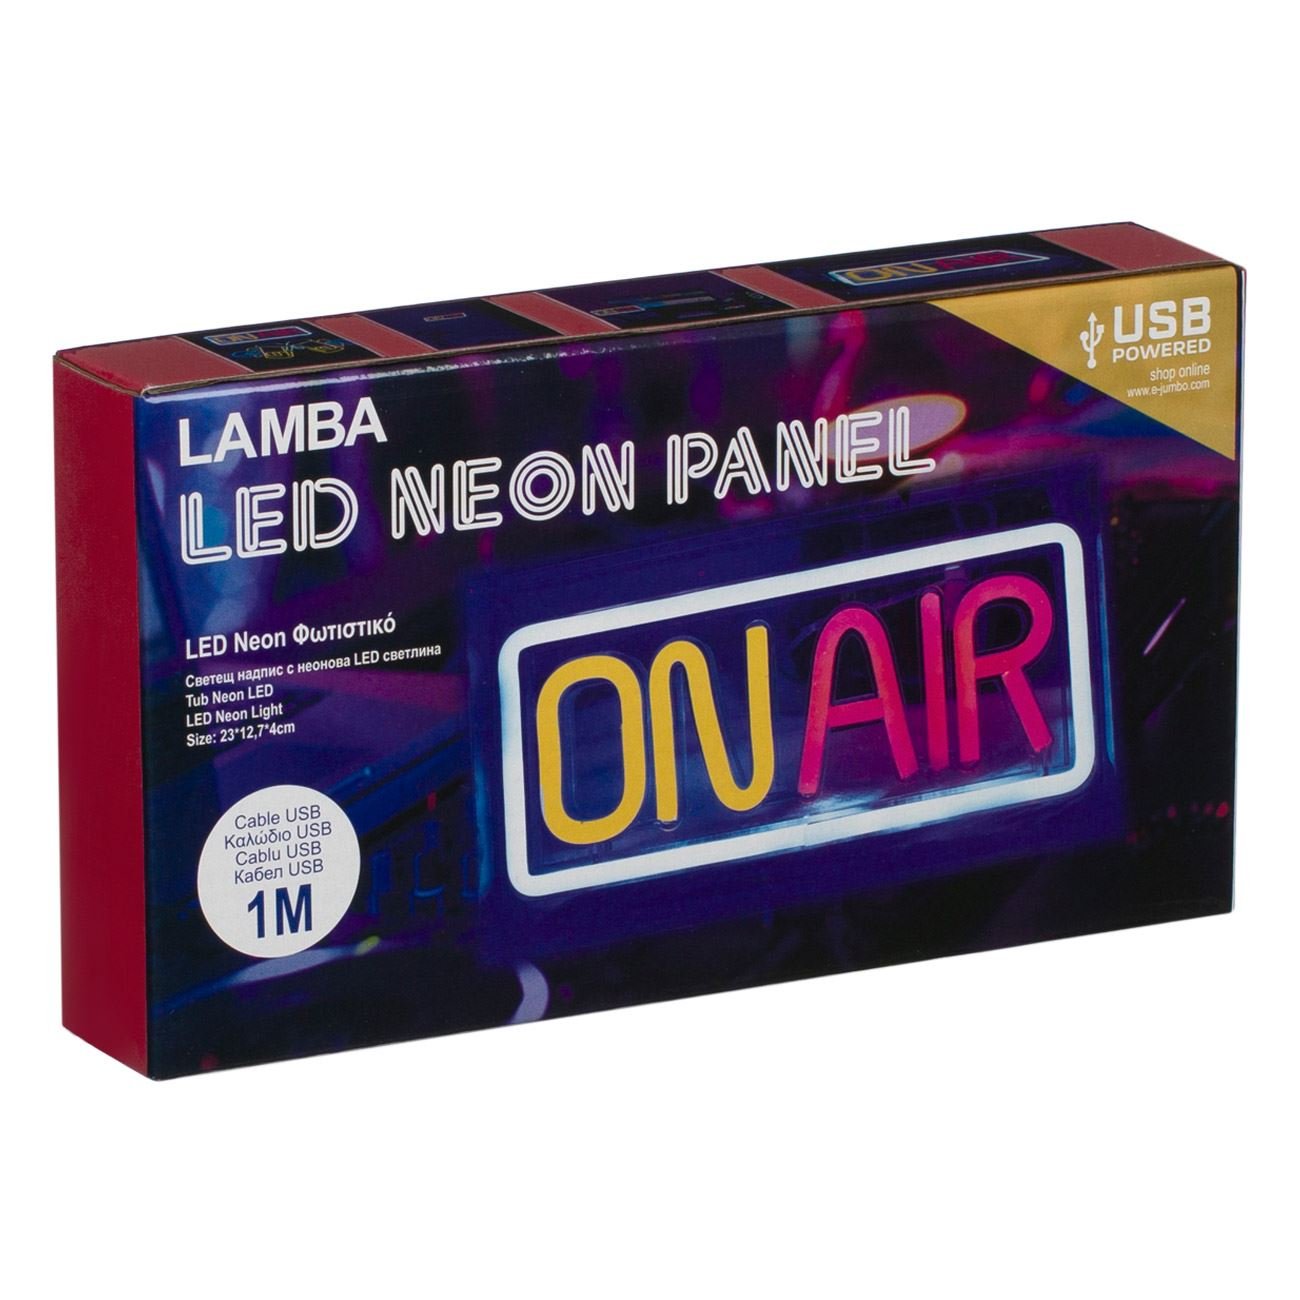 ON AIR
USB
POWERED
shop online
www.e-jumbo.com
LAMBA
LED NEON PANEL
LED Neon Φωτιστικό
Светещ надпис с неонова LED светлина
Tub Neon LED
LED Neon Light
Size: 23*12,7*4cm
ON AIR
Cable USB
Καλώδιο USB
Cablu USB
Кабел USB
1M